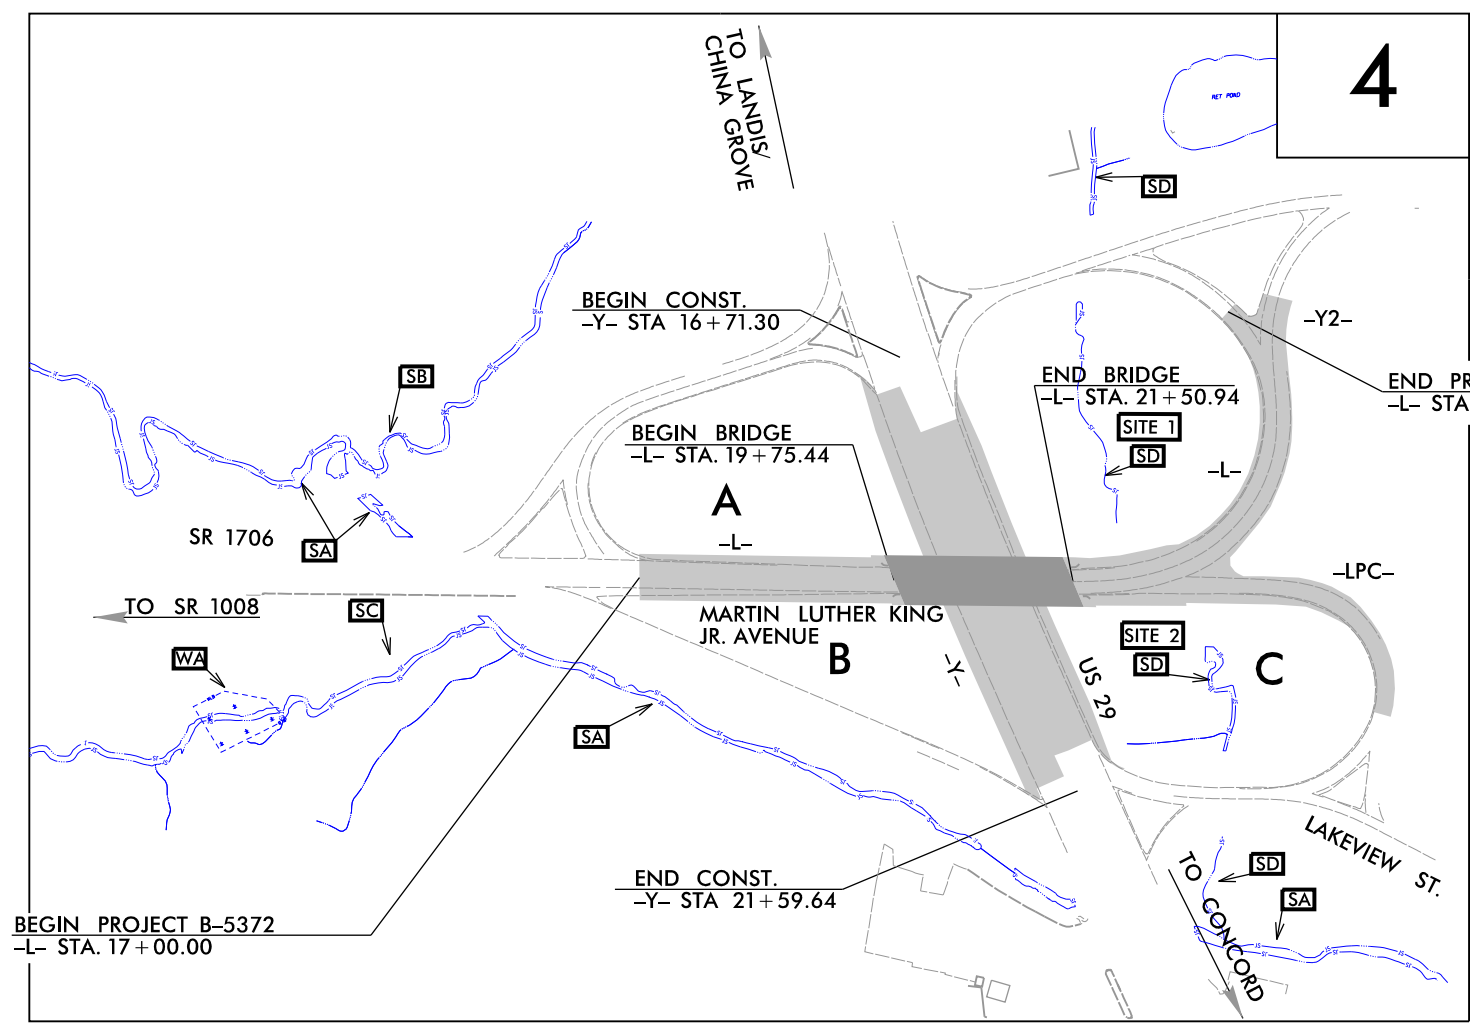 4
TO LANDIS/
CHINA GROVE
WET POND
SD
BEGIN CONST.
-Y- STA 16+71.30
-Y2-
SB
END BRIDGE
-L- STA. 21+50.94
END PR
-L- STA
SITE 1
BEGIN BRIDGE
-L- STA. 19+75.44
SD
-L-
A
SR 1706
SA
-L-
-LPC-
TO SR 1008
SC
MARTIN LUTHER KING
JR. AVENUE
B
SITE 2
SD
C
WA
-Y-
US 29
SA
LAKEVIEW ST.
TO CONCORD
SD
SA
END CONST.
-Y- STA 21+59.64
BEGIN PROJECT B-5372
-L- STA. 17+00.00